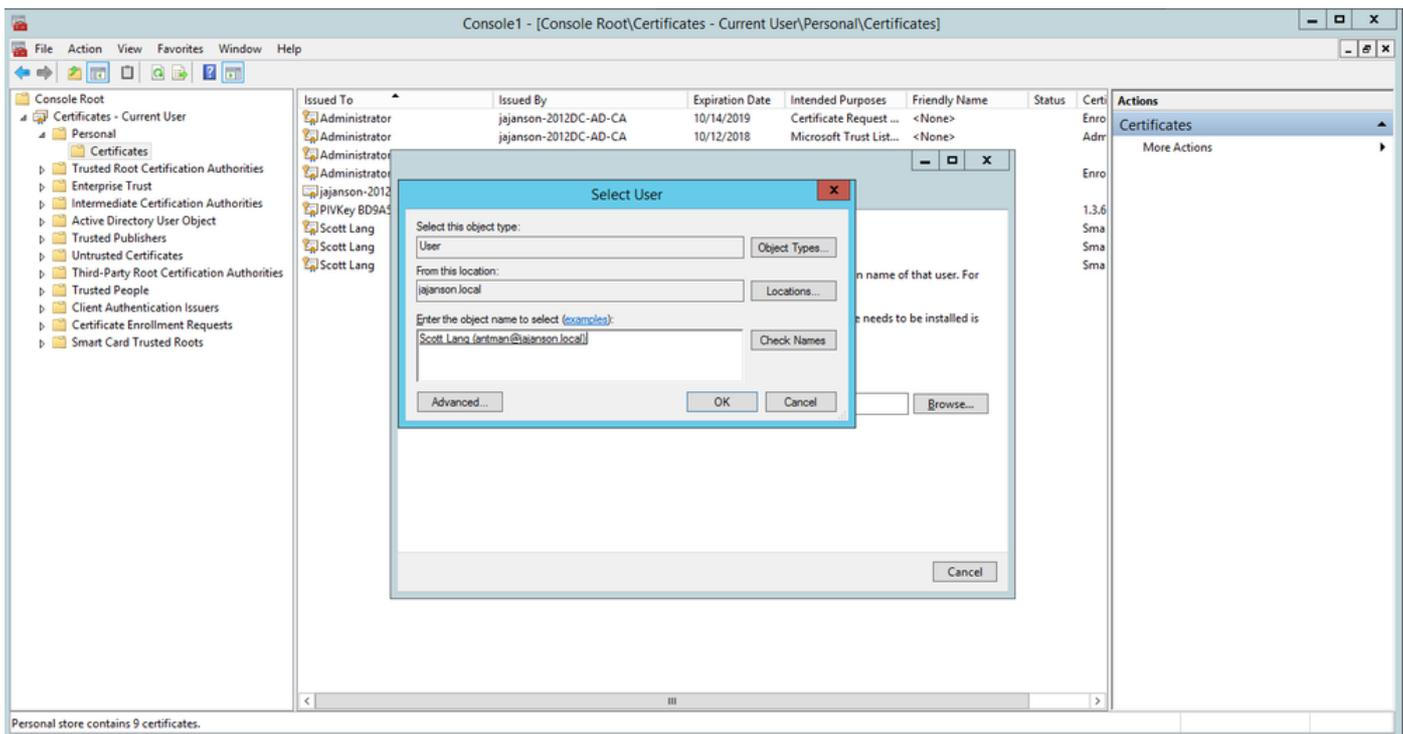 Console1 - [Console Root\Certificates - Current User\Personal\Certificates]
File Action View Favorites Window Help
Console Root
Certificates - Current User
Personal
Certificates
Trusted Root Certification Authorities
Enterprise Trust
Intermediate Certification Authorities
Active Directory User Object
Trusted Publishers
Untrusted Certificates
Third-Party Root Certification Authorities
Trusted People
Client Authentication Issuers
Certificate Enrollment Requests
Smart Card Trusted Roots
Issued To Issued By Expiration Date Intended Purposes Friendly Name Status Certi
Administrator jajanson-2012DC-AD-CA 10/14/2019 Certificate Request ... <None> Enro
Administrator jajanson-2012DC-AD-CA 10/12/2018 Microsoft Trust List... <None> Adm
Administrator
Administrator Enro
jajanson-2012
PIVKey BD9A5 1.3.6
Scott Lang Sma
Scott Lang Sma
Scott Lang Sma
Select User
Select this object type:
User Object Types...
From this location:
jajanson.local Locations...
Enter the object name to select (examples):
Scott Lang (antman@jajanson.local) Check Names
Advanced... OK Cancel
n name of that user. For
e needs to be installed is
Browse...
Cancel
Actions
Certificates
More Actions
Personal store contains 9 certificates.